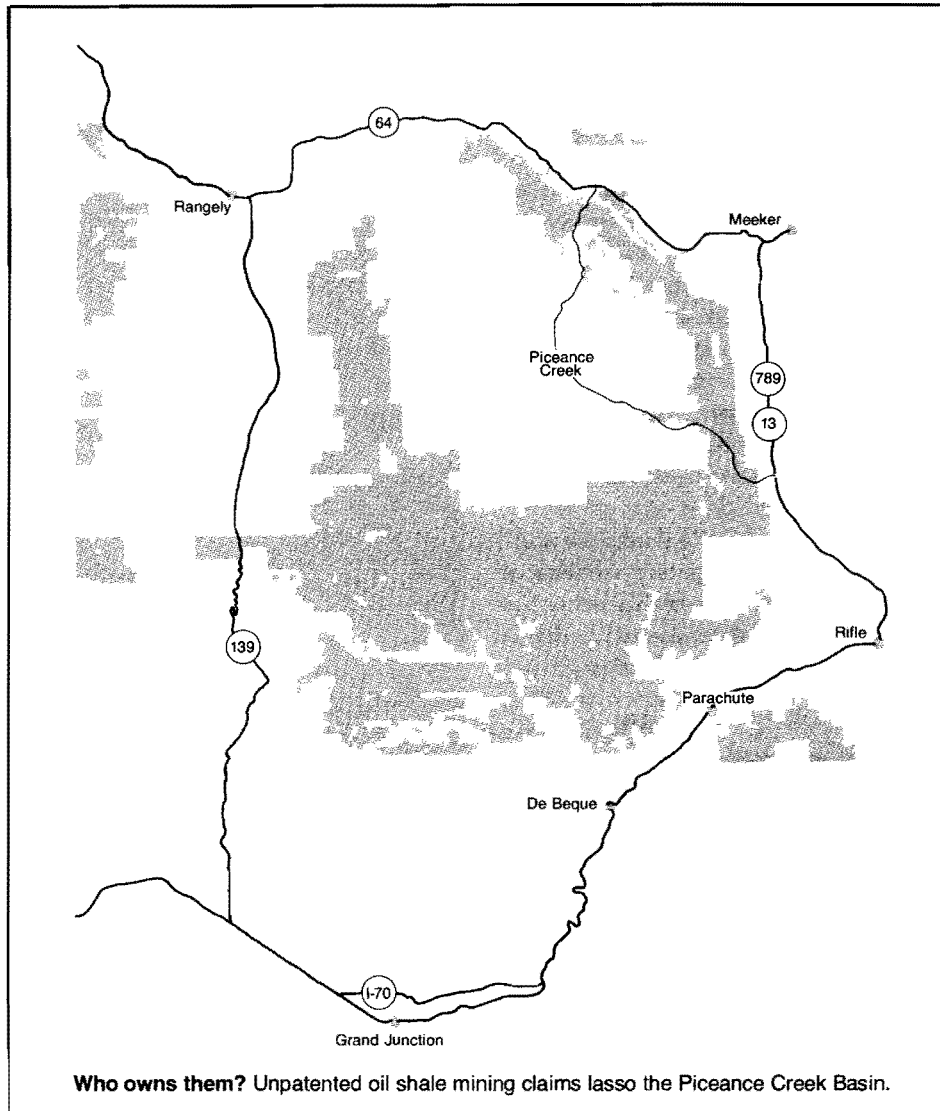 64
Rangely
Meeker
Piceance
Creek
789
13
139
Rifle
Parachute
De Beque
I-70
Grand Junction
Who owns them? Unpatented oil shale mining claims lasso the Piceance Creek Basin.